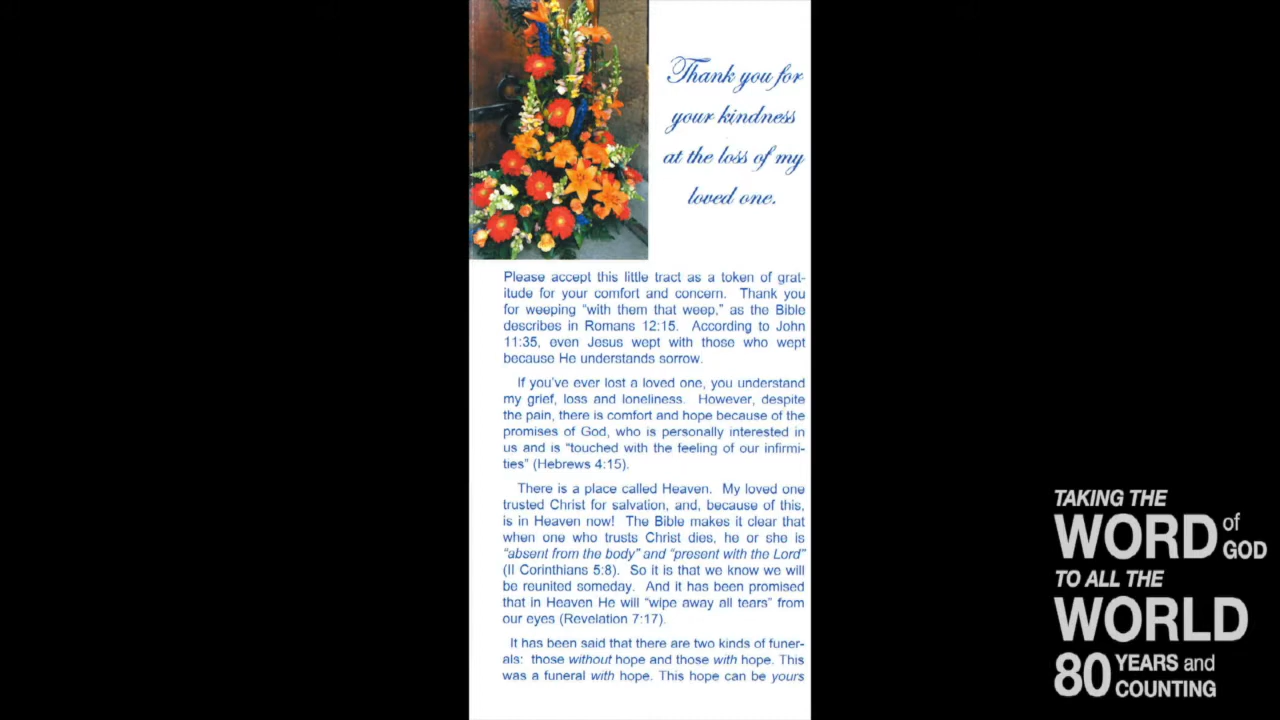 Thank you for
your kindness
at the loss of my
loved one.
Please accept this little tract as a token of grat-
itude for your comfort and concern. Thank you
for weeping “with them that weep,” as the Bible
describes in Romans 12:15. According to John
11:35, even Jesus wept with those who wept
because He understands sorrow.
If you’ve ever lost a loved one, you understand
my grief, loss and loneliness. However, despite
the pain, there is comfort and hope because of the
promises of God, who is personally interested in
us and is “touched with the feeling of our infirmi-
ties” (Hebrews 4:15).
There is a place called Heaven. My loved one
trusted Christ for salvation, and, because of this,
is in Heaven now! The Bible makes it clear that
when one who trusts Christ dies, he or she is
“absent from the body” and “present with the Lord”
(II Corinthians 5:8). So it is that we know we will
be reunited someday. And it has been promised
that in Heaven He will “wipe away all tears” from
our eyes (Revelation 7:17).
It has been said that there are two kinds of funer-
als: those without hope and those with hope. This
was a funeral with hope. This hope can be yours
TAKING THE
WORD of GOD
TO ALL THE
WORLD
80 YEARS and
COUNTING